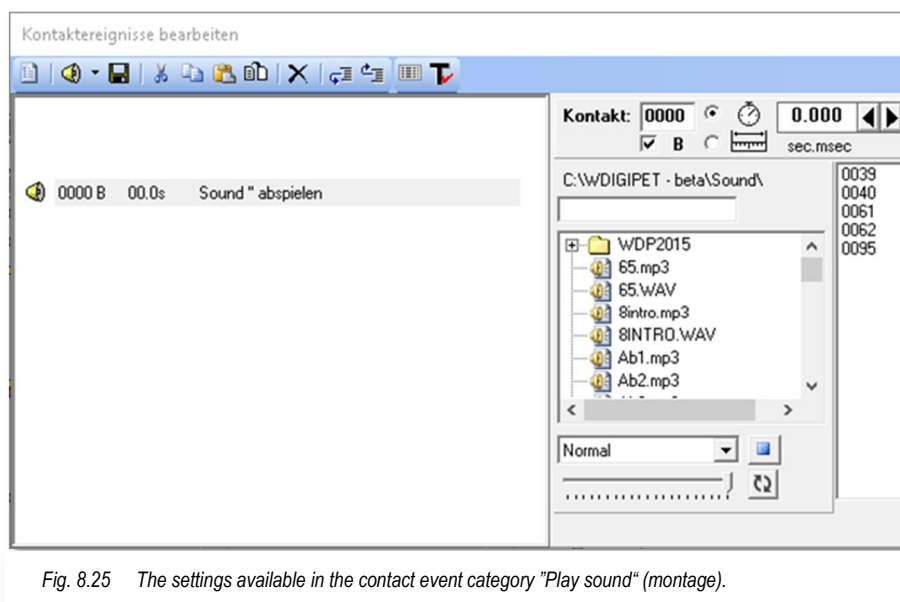 Kontaktereignisse bearbeiten
Kontakt: 0000 0.000
B sec.msec
0000 B 00.0s Sound '' abspielen
C:\WDIGIPET - beta\Sound\
WDP2015
65.mp3
65.WAV
8intro.mp3
8INTRO.WAV
Ab1.mp3
Ab2.mp3
Normal
0039
0040
0061
0062
0095
Fig. 8.25 The settings available in the contact event category "Play sound“ (montage).